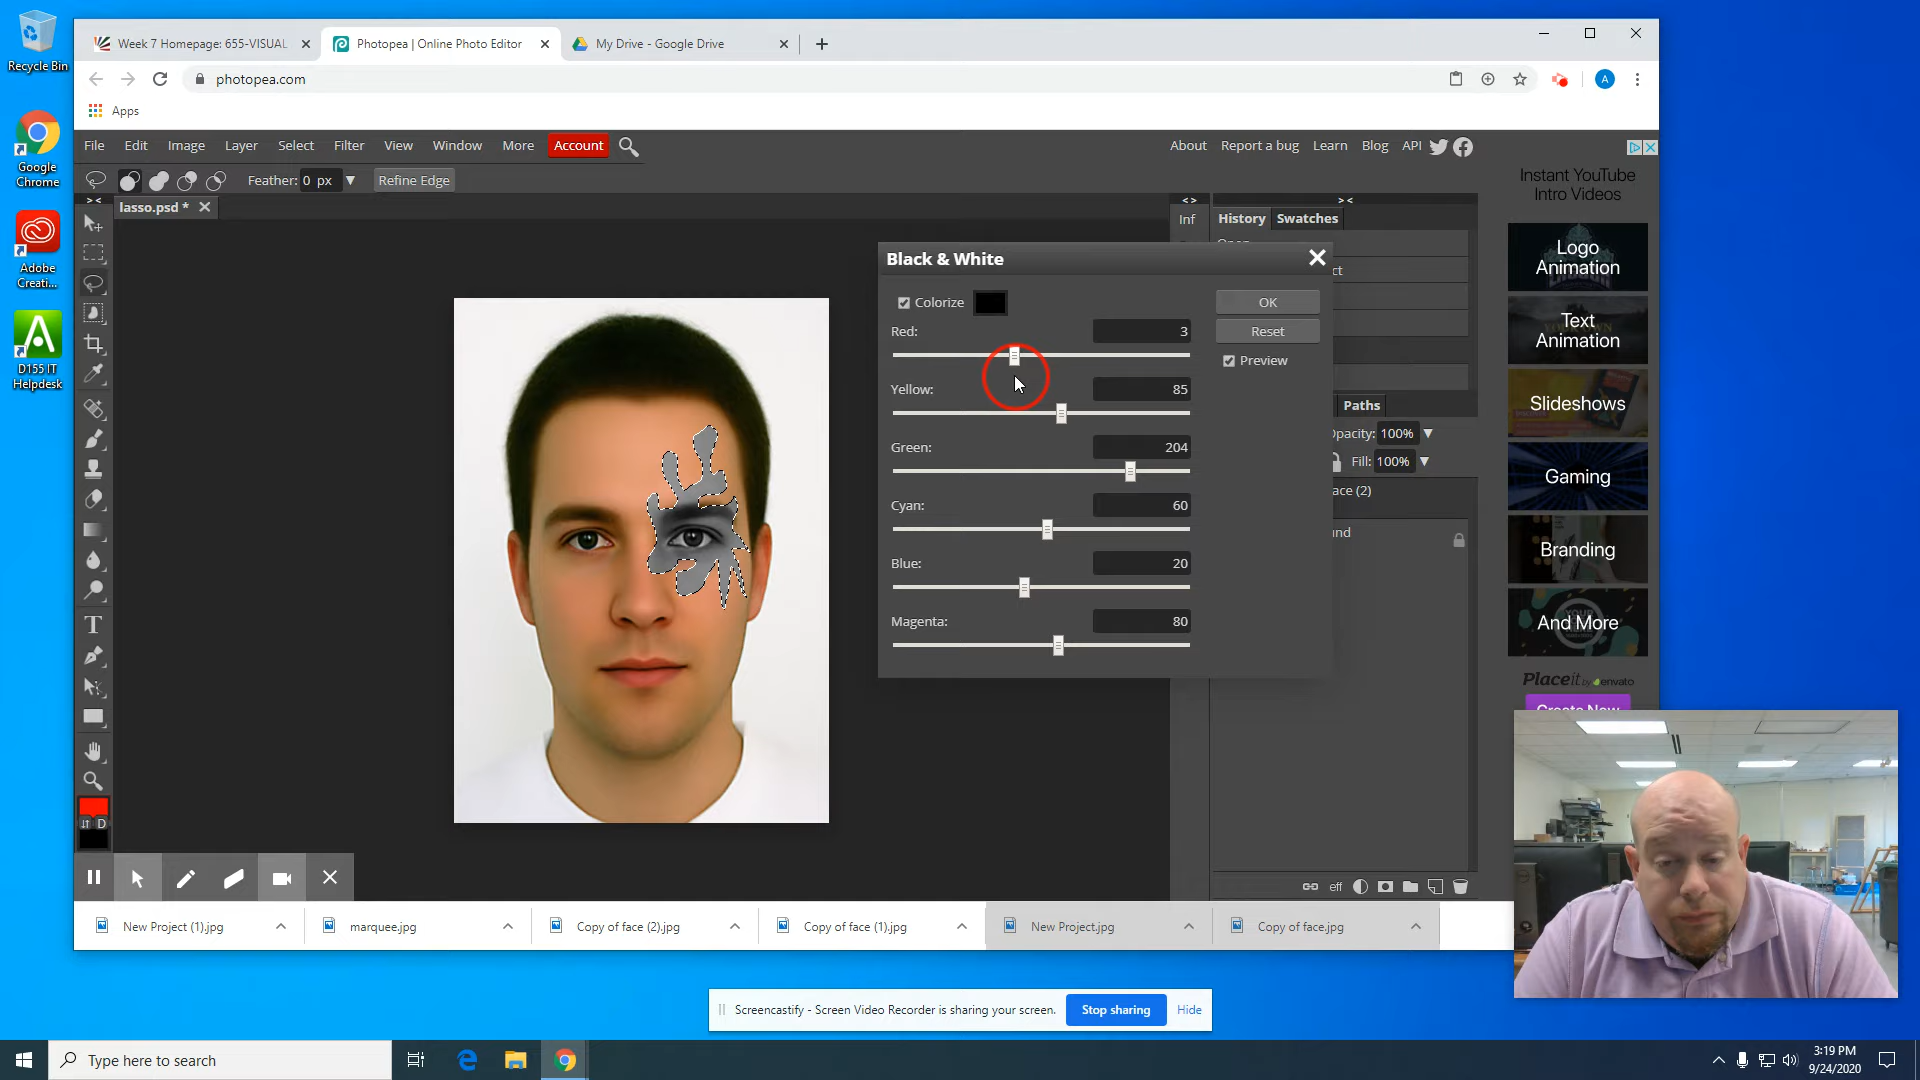 Recycle Bin
Google
Chrome
Adobe
Creati...
D155 IT
Helpdesk
Week 7 Homepage: 655-VISUAL
Photopea | Online Photo Editor
My Drive - Google Drive
photopea.com
A
Apps
File Edit Image Layer Select Filter View Window More Account
About Report a bug Learn Blog API
Feather: 0 px Refine Edge
lasso.psd *
Inf
History Swatches
Black & White
Colorize
OK
Red: 3
Reset
Preview
Yellow: 85
Green: 204
Cyan: 60
Blue: 20
Magenta: 80
Paths
Opacity: 100%
Fill: 100%
ace (2)
nd
eff
T
D
Instant YouTube
Intro Videos
Logo
Animation
Text
Animation
Slideshows
Gaming
Branding
And More
Placeit by envato
Create Now
New Project (1).jpg
marquee.jpg
Copy of face (2).jpg
Copy of face (1).jpg
New Project.jpg
Copy of face.jpg
Screencastify - Screen Video Recorder is sharing your screen.
Stop sharing
Hide
Type here to search
3:19 PM
9/24/2020